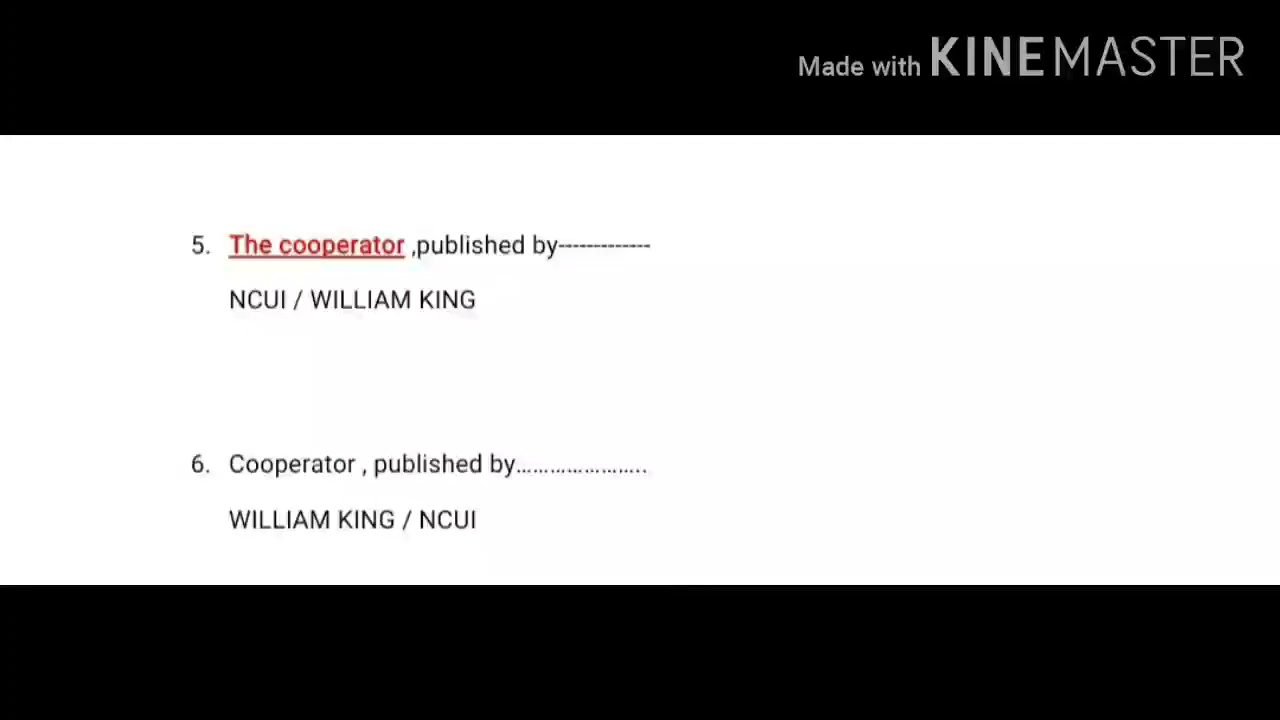 Made with KINEMASTER
5. The cooperator ,published by-------------
NCUI / WILLIAM KING
6. Cooperator , published by…………………..
WILLIAM KING / NCUI